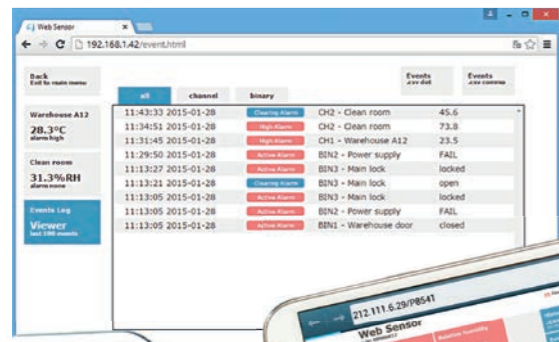 Web Sensor
192.168.1.42/event.html
Back
Exit to main menu
Events
.csv dot
Events
.csv comma
all channel binary
Warehouse A12
28.3°C
alarm high
Clean room
31.3%RH
alarm none
Events Log
Viewer
last 100 events
11:43:33 2015-01-28 Clearing Alarm CH2 - Clean room 45.6
11:34:51 2015-01-28 High Alarm CH2 - Clean room 73.8
11:31:45 2015-01-28 High Alarm CH1 - Warehouse A12 23.5
11:29:50 2015-01-28 Active Alarm BIN2 - Power supply FAIL
11:13:27 2015-01-28 Active Alarm BIN3 - Main lock locked
11:13:21 2015-01-28 Clearing Alarm BIN3 - Main lock open
11:13:05 2015-01-28 Active Alarm BIN3 - Main lock locked
11:13:05 2015-01-28 Active Alarm BIN2 - Power supply FAIL
11:13:05 2015-01-28 Active Alarm BIN1 - Warehouse door closed
212.111.6.29/P8541
Web Sensor
Relative humidity